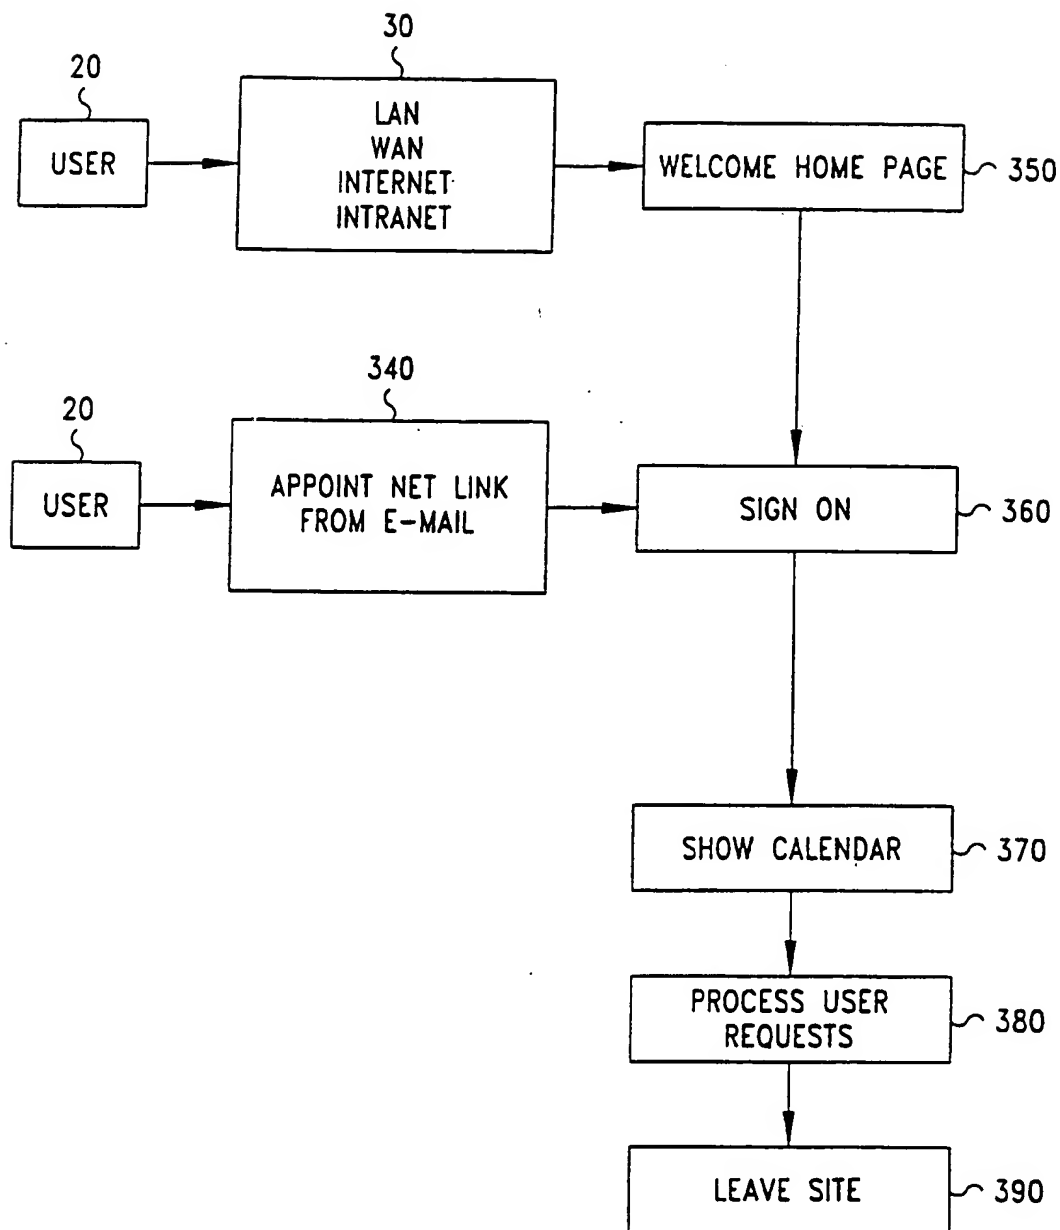 30
20
USER
LAN
WAN
INTERNET
INTRANET
WELCOME HOME PAGE
350
340
20
USER
APPOINT NET LINK
FROM E-MAIL
SIGN ON
360
SHOW CALENDAR
370
PROCESS USER
REQUESTS
380
LEAVE SITE
390